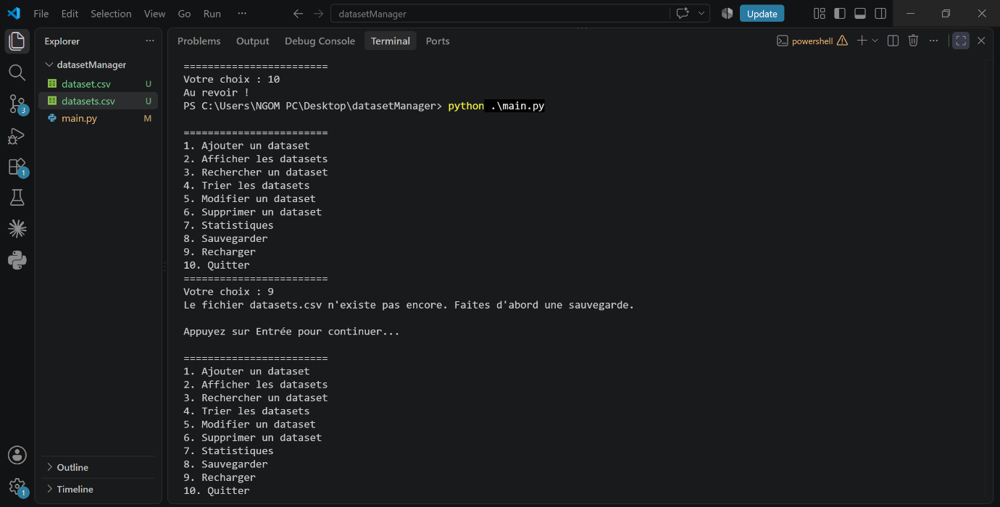 File Edit Selection View Go Run ··· datasetManager Update
Explorer ···
datasetManager
dataset.csv U
datasets.csv U
main.py M
3
1
Outline
Timeline
1
Problems Output Debug Console Terminal Ports powershell ···
========================
Votre choix : 10
Au revoir !
PS C:\Users\NGOM PC\Desktop\datasetManager> python .\main.py
========================
1. Ajouter un dataset
2. Afficher les datasets
3. Rechercher un dataset
4. Trier les datasets
5. Modifier un dataset
6. Supprimer un dataset
7. Statistiques
8. Sauvegarder
9. Recharger
10. Quitter
========================
Votre choix : 9
Le fichier datasets.csv n'existe pas encore. Faites d'abord une sauvegarde.
Appuyez sur Entrée pour continuer...
========================
1. Ajouter un dataset
2. Afficher les datasets
3. Rechercher un dataset
4. Trier les datasets
5. Modifier un dataset
6. Supprimer un dataset
7. Statistiques
8. Sauvegarder
9. Recharger
10. Quitter